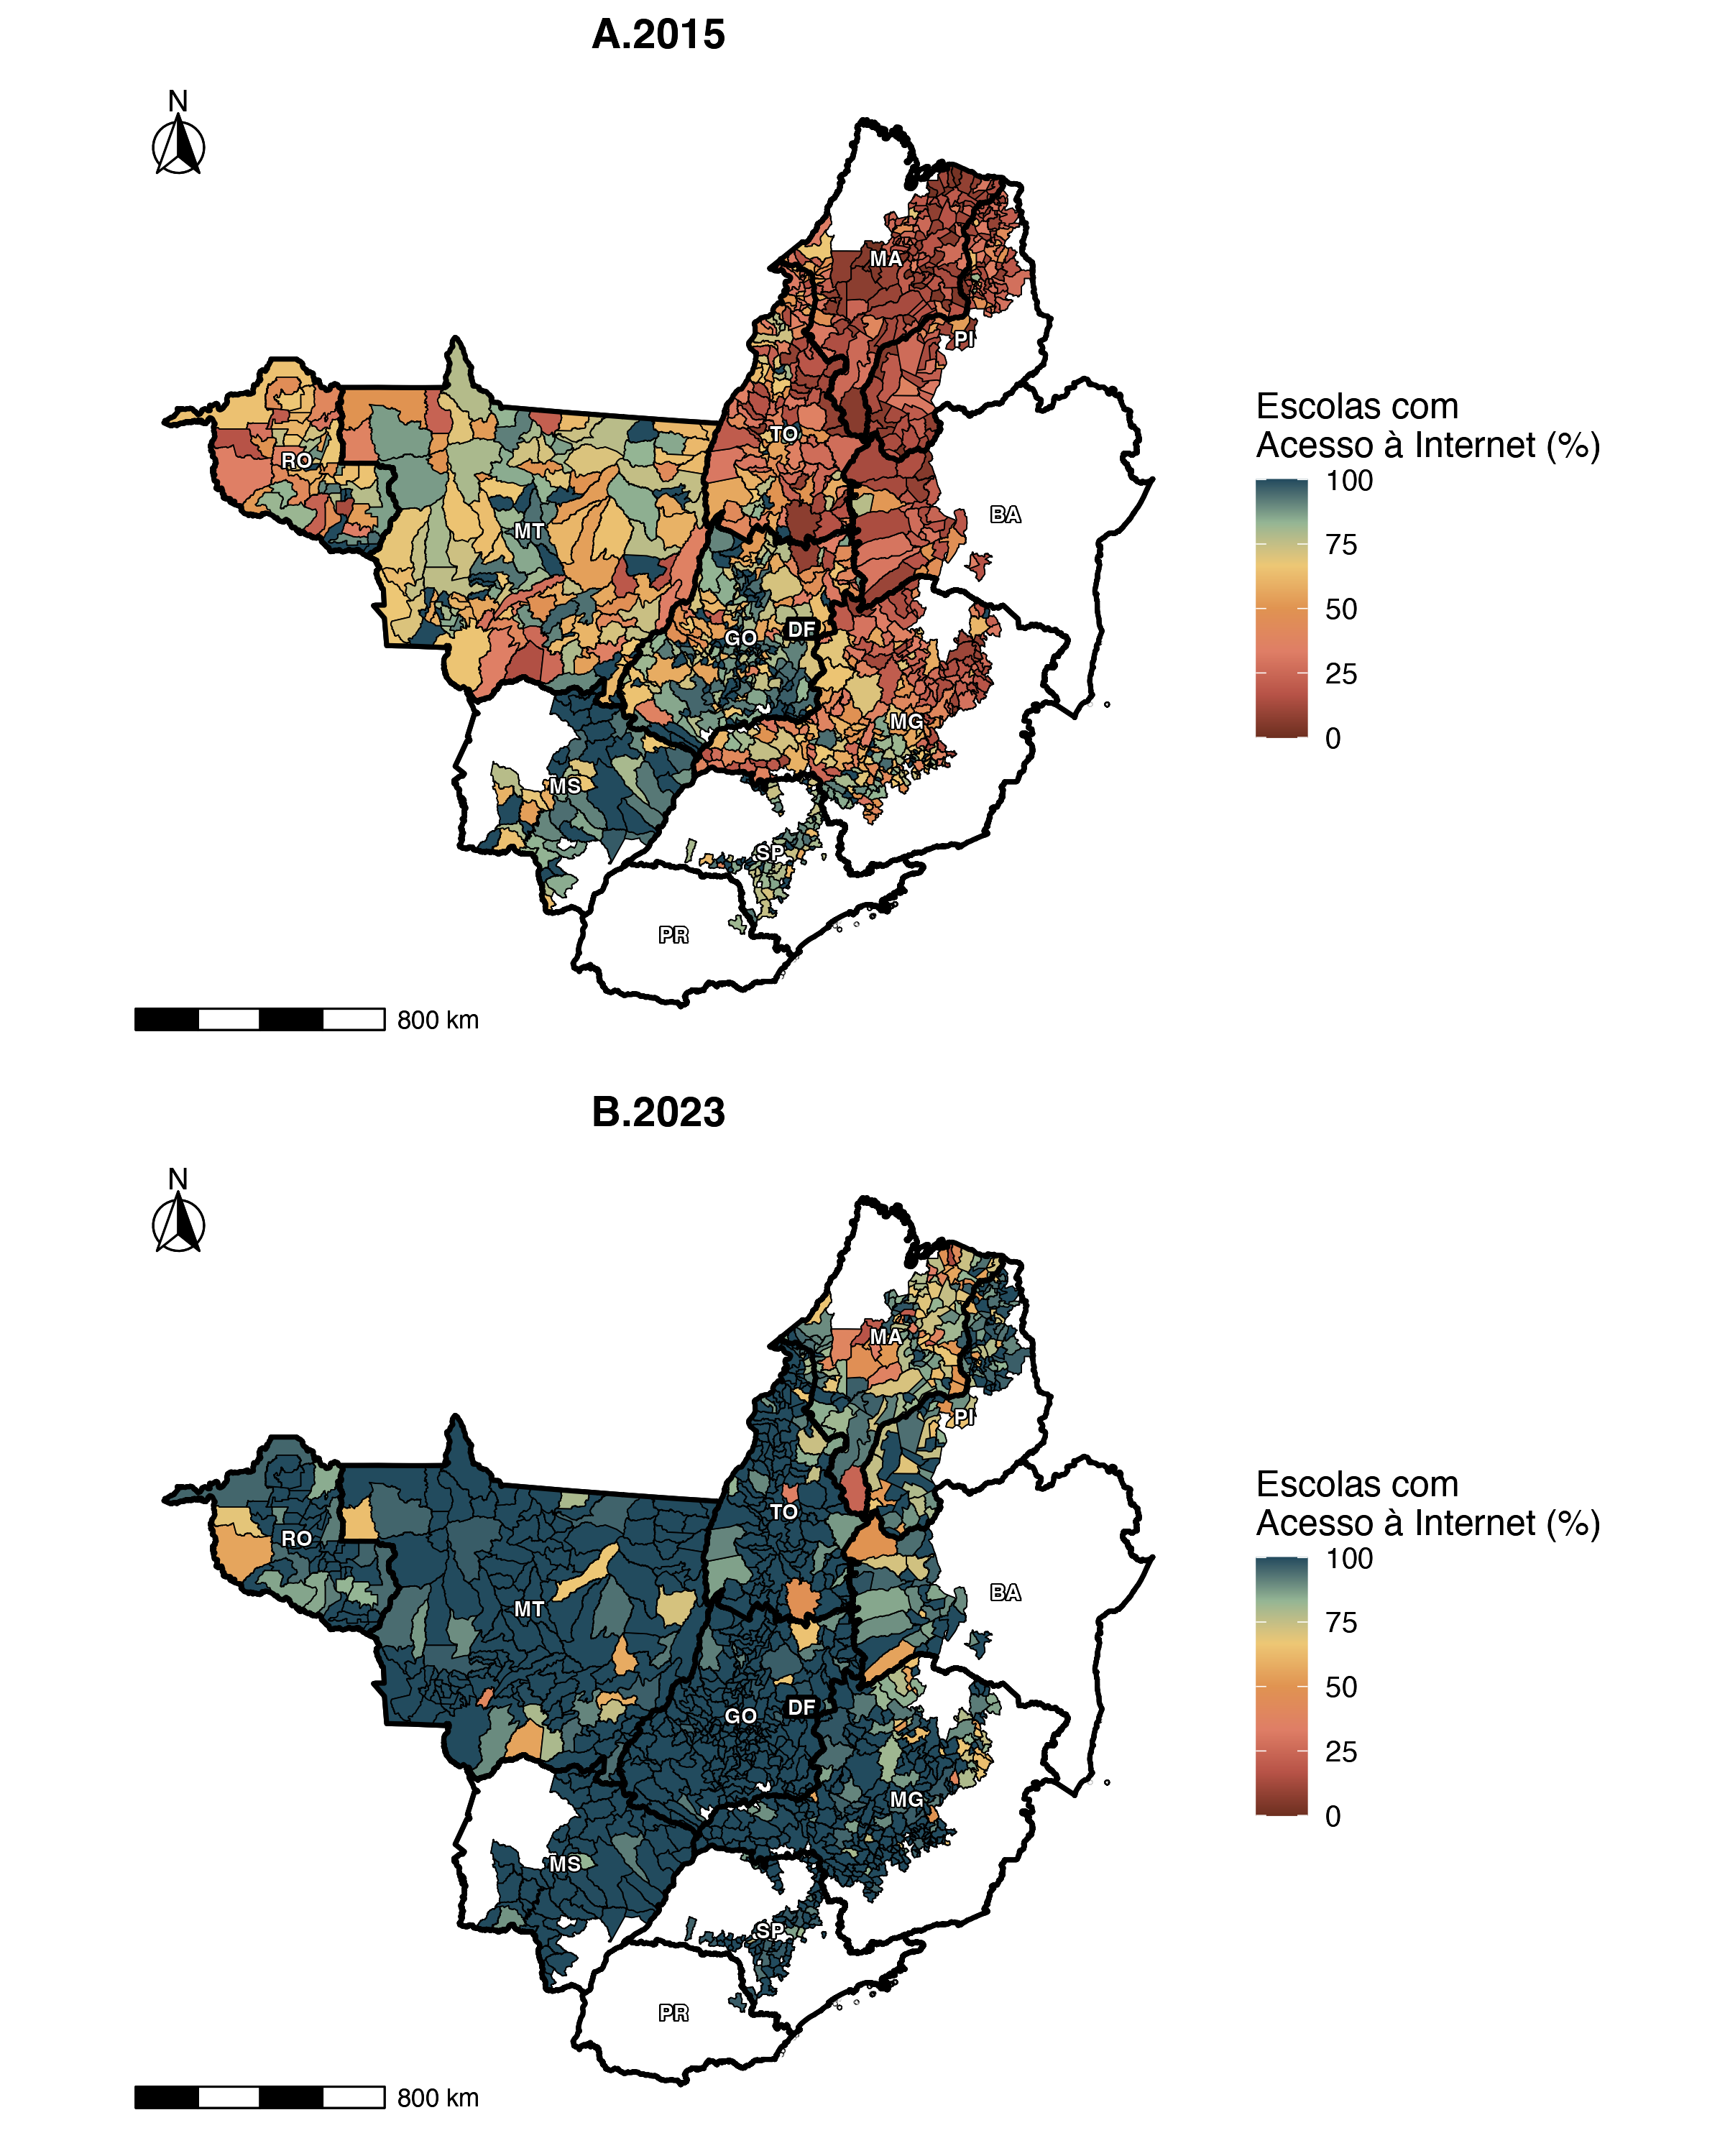 A.2015
N
MA
PI
TO
RO
BA
MT
GO
DF
MG
MS
SP
PR
Escolas com
Acesso à Internet (%)
100
75
50
25
0
800 km
B.2023
N
MA
PI
TO
RO
BA
MT
GO
DF
MG
MS
SP
PR
Escolas com
Acesso à Internet (%)
100
75
50
25
0
800 km